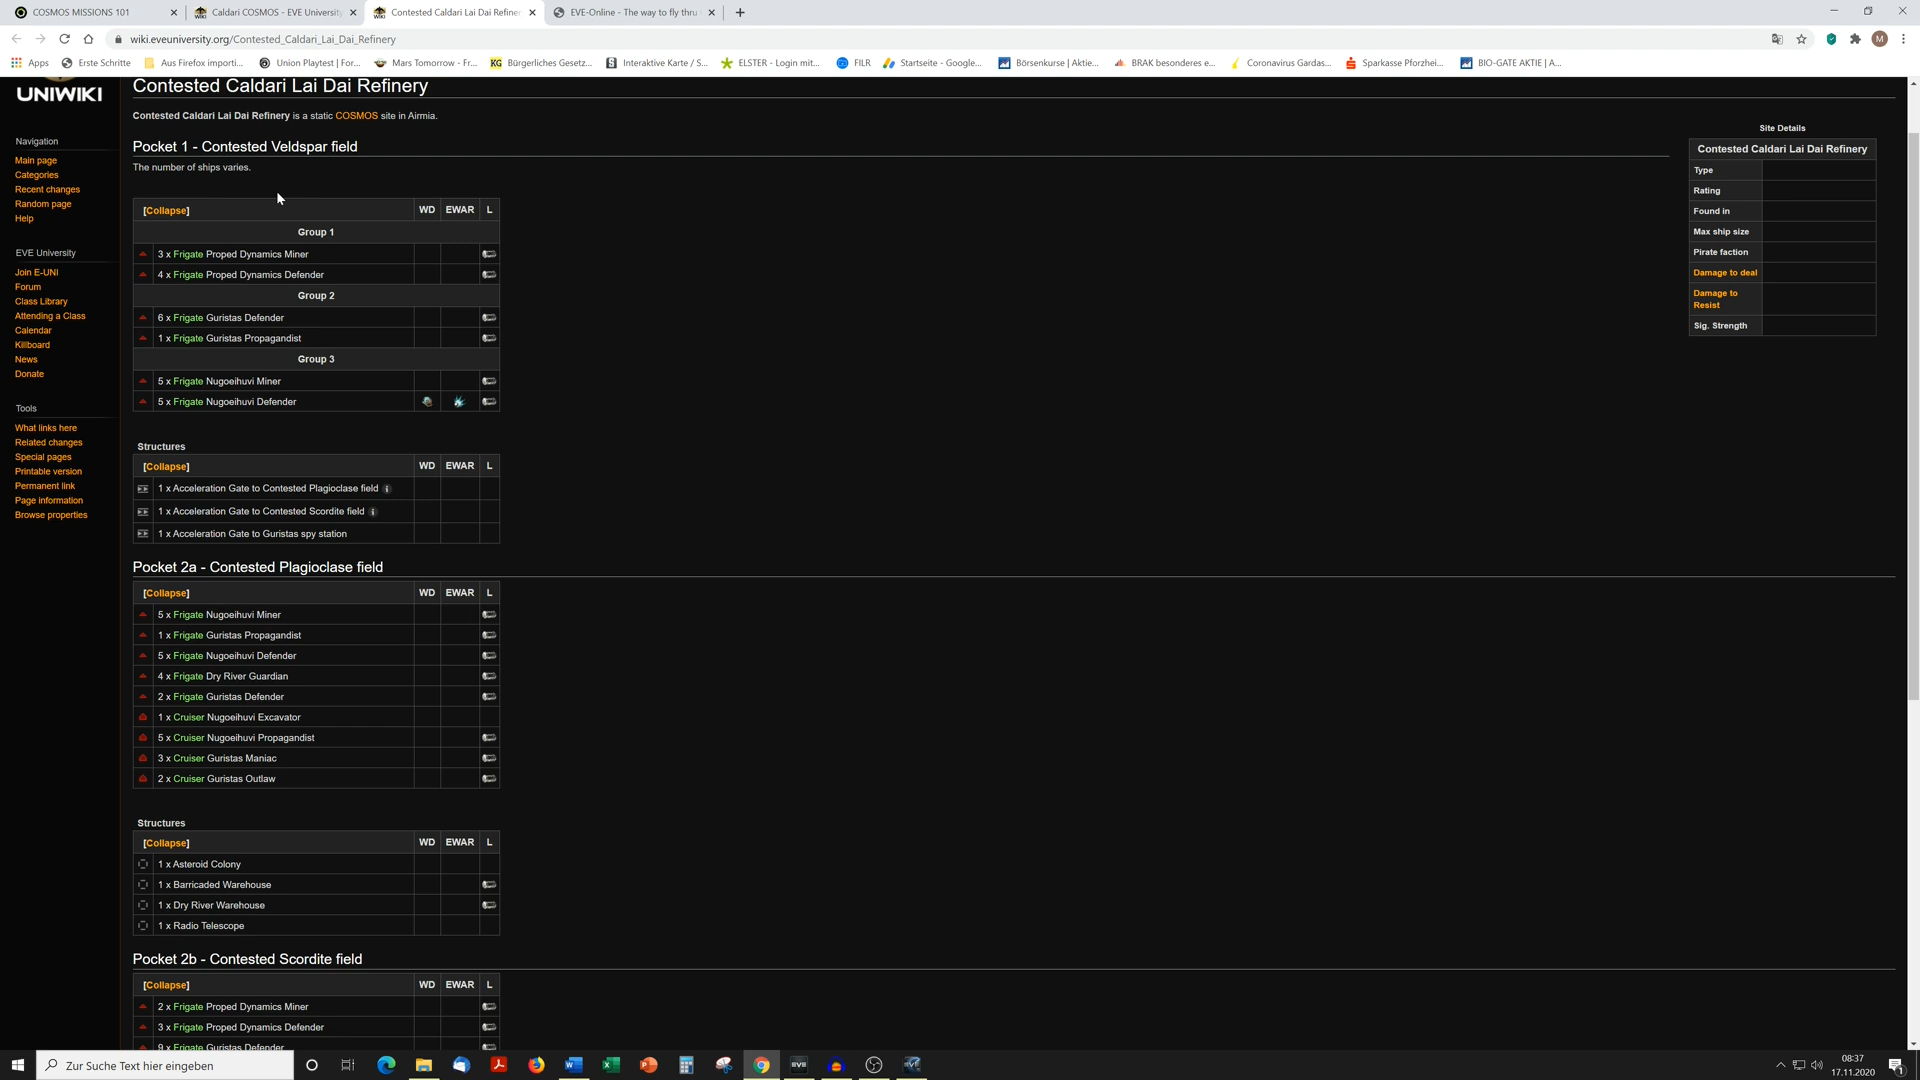 COSMOS MISSIONS 101
Caldari COSMOS - EVE University
Contested Caldari Lai Dai Refiner
EVE-Online - The way to fly thru
wiki.eveuniversity.org/Contested_Caldari_Lai_Dai_Refinery
M
Apps
Erste Schritte
Aus Firefox importi...
Union Playtest | For...
Mars Tomorrow - Fr...
KG Bürgerliches Gesetz...
Interaktive Karte / S...
ELSTER - Login mit...
FILR
Startseite - Google...
Börsenkurse | Aktie...
BRAK besonderes e...
Coronavirus Gardas...
Sparkasse Pforzhei...
BIO-GATE AKTIE | A...
UNIWIKI
Navigation
Main page
Categories
Recent changes
Random page
Help
EVE University
Join E-UNI
Forum
Class Library
Attending a Class
Calendar
Killboard
News
Donate
Tools
What links here
Related changes
Special pages
Printable version
Permanent link
Page information
Browse properties
Contested Caldari Lai Dai Refinery
Contested Caldari Lai Dai Refinery is a static COSMOS site in Airmia.
Pocket 1 - Contested Veldspar field
The number of ships varies.
[Collapse] WD EWAR L
Group 1
3 x Frigate Proped Dynamics Miner
4 x Frigate Proped Dynamics Defender
Group 2
6 x Frigate Guristas Defender
1 x Frigate Guristas Propagandist
Group 3
5 x Frigate Nugoeihuvi Miner
5 x Frigate Nugoeihuvi Defender
Structures
[Collapse] WD EWAR L
1 x Acceleration Gate to Contested Plagioclase field i
1 x Acceleration Gate to Contested Scordite field i
1 x Acceleration Gate to Guristas spy station
Pocket 2a - Contested Plagioclase field
[Collapse] WD EWAR L
5 x Frigate Nugoeihuvi Miner
1 x Frigate Guristas Propagandist
5 x Frigate Nugoeihuvi Defender
4 x Frigate Dry River Guardian
2 x Frigate Guristas Defender
1 x Cruiser Nugoeihuvi Excavator
5 x Cruiser Nugoeihuvi Propagandist
3 x Cruiser Guristas Maniac
2 x Cruiser Guristas Outlaw
Structures
[Collapse] WD EWAR L
1 x Asteroid Colony
1 x Barricaded Warehouse
1 x Dry River Warehouse
1 x Radio Telescope
Pocket 2b - Contested Scordite field
[Collapse] WD EWAR L
2 x Frigate Proped Dynamics Miner
3 x Frigate Proped Dynamics Defender
9 x Frigate Guristas Defender
Site Details
Contested Caldari Lai Dai Refinery
Type
Rating
Found in
Max ship size
Pirate faction
Damage to deal
Damage to
Resist
Sig. Strength
Zur Suche Text hier eingeben
EVE
08:37
17.11.2020
1